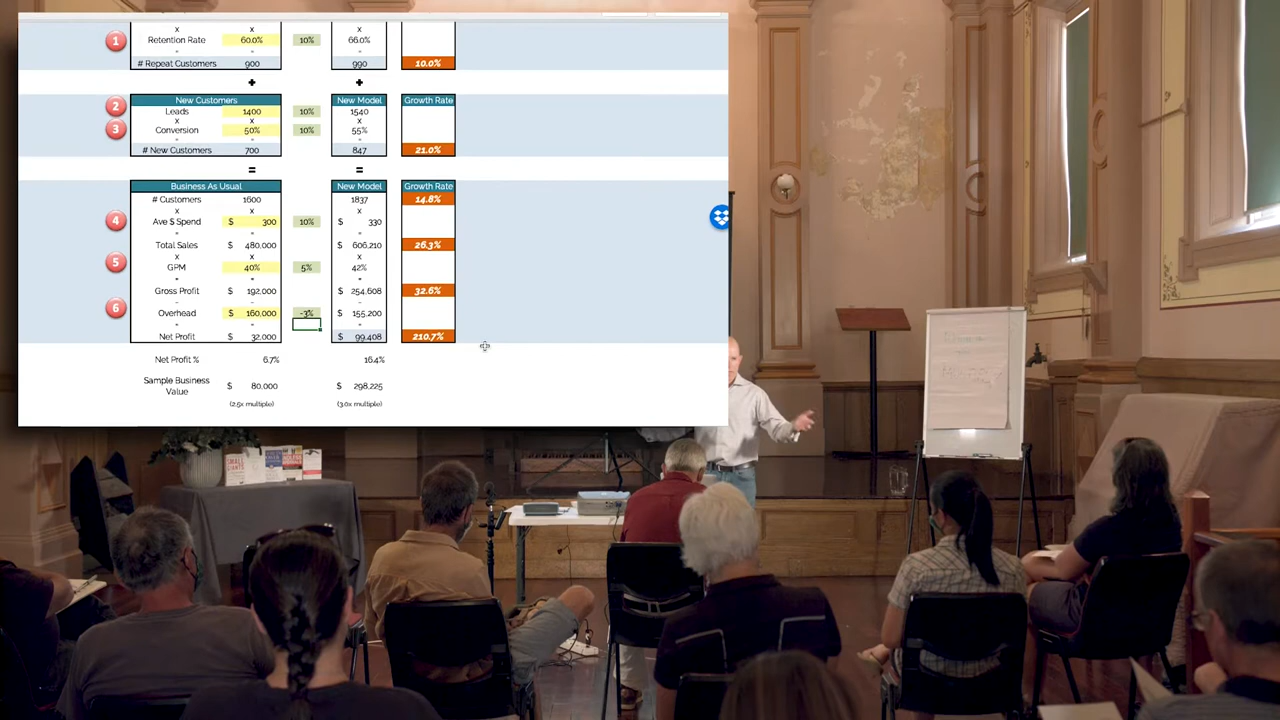 x x
1 Retention Rate 60.0% 10% 66.0%
= =
# Repeat Customers 900 990 10.0%
+ +
2 New Customers New Model Growth Rate
Leads 1400 10% 1540
x x
3 Conversion 50% 10% 55%
= =
# New Customers 700 847 21.0%
= =
Business As Usual New Model Growth Rate
# Customers 1600 1837 14.8%
x x x
4 Ave $ Spend $ 300 10% $ 330
= = =
Total Sales $ 480,000 $ 606,210 26.3%
x x x
5 GPM 40% 5% 42%
= = =
Gross Profit $ 192,000 $ 254,608 32.6%
- - -
6 Overhead $ 160,000 -3% $ 155,200
= = =
Net Profit $ 32,000 $ 99,408 210.7%
Net Profit % 6.7% 16.4%
Sample Business
Value $ 80,000 $ 298,225
(2.5x multiple) (3.0x multiple)
SMALL